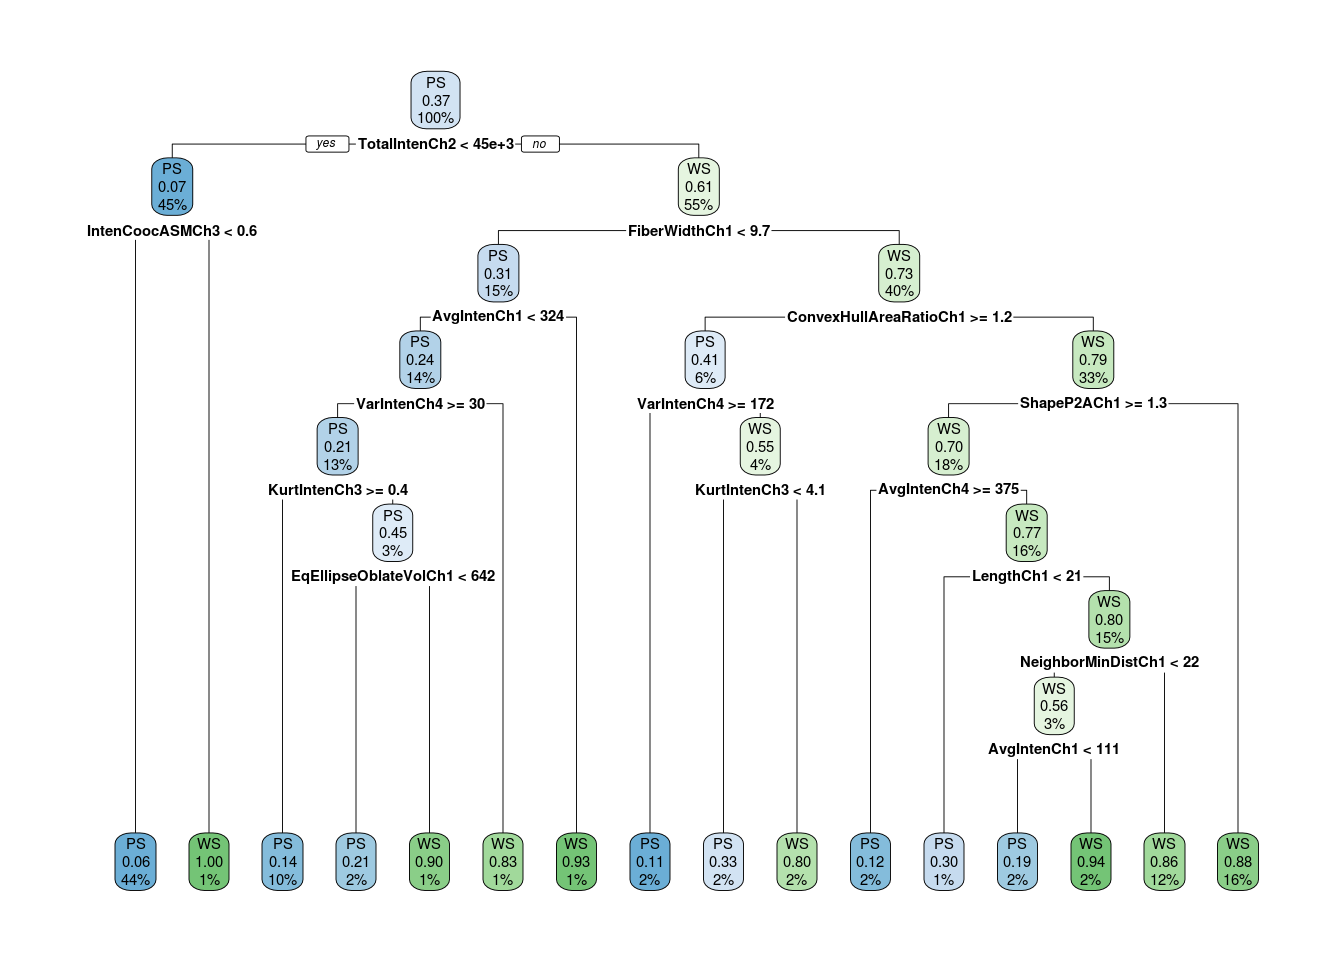 PS
0.37
100%
yes
TotalIntenCh2 < 45e+3
no
PS
0.07
45%
WS
0.61
55%
IntenCoocASMCh3 < 0.6
FiberWidthCh1 < 9.7
PS
0.31
15%
WS
0.73
40%
AvgIntenCh1 < 324
ConvexHullAreaRatioCh1 >= 1.2
PS
0.24
14%
PS
0.41
6%
WS
0.79
33%
VarIntenCh4 >= 30
VarIntenCh4 >= 172
ShapeP2ACh1 >= 1.3
PS
0.21
13%
WS
0.55
4%
WS
0.70
18%
KurtIntenCh3 >= 0.4
KurtIntenCh3 < 4.1
AvgIntenCh4 >= 375
PS
0.45
3%
WS
0.77
16%
EqEllipseOblateVolCh1 < 642
LengthCh1 < 21
WS
0.80
15%
NeighborMinDistCh1 < 22
WS
0.56
3%
AvgIntenCh1 < 111
PS
0.06
44%
WS
1.00
1%
PS
0.14
10%
PS
0.21
2%
WS
0.90
1%
WS
0.83
1%
WS
0.93
1%
PS
0.11
2%
PS
0.33
2%
WS
0.80
2%
PS
0.12
2%
PS
0.30
1%
PS
0.19
2%
WS
0.94
2%
WS
0.86
12%
WS
0.88
16%